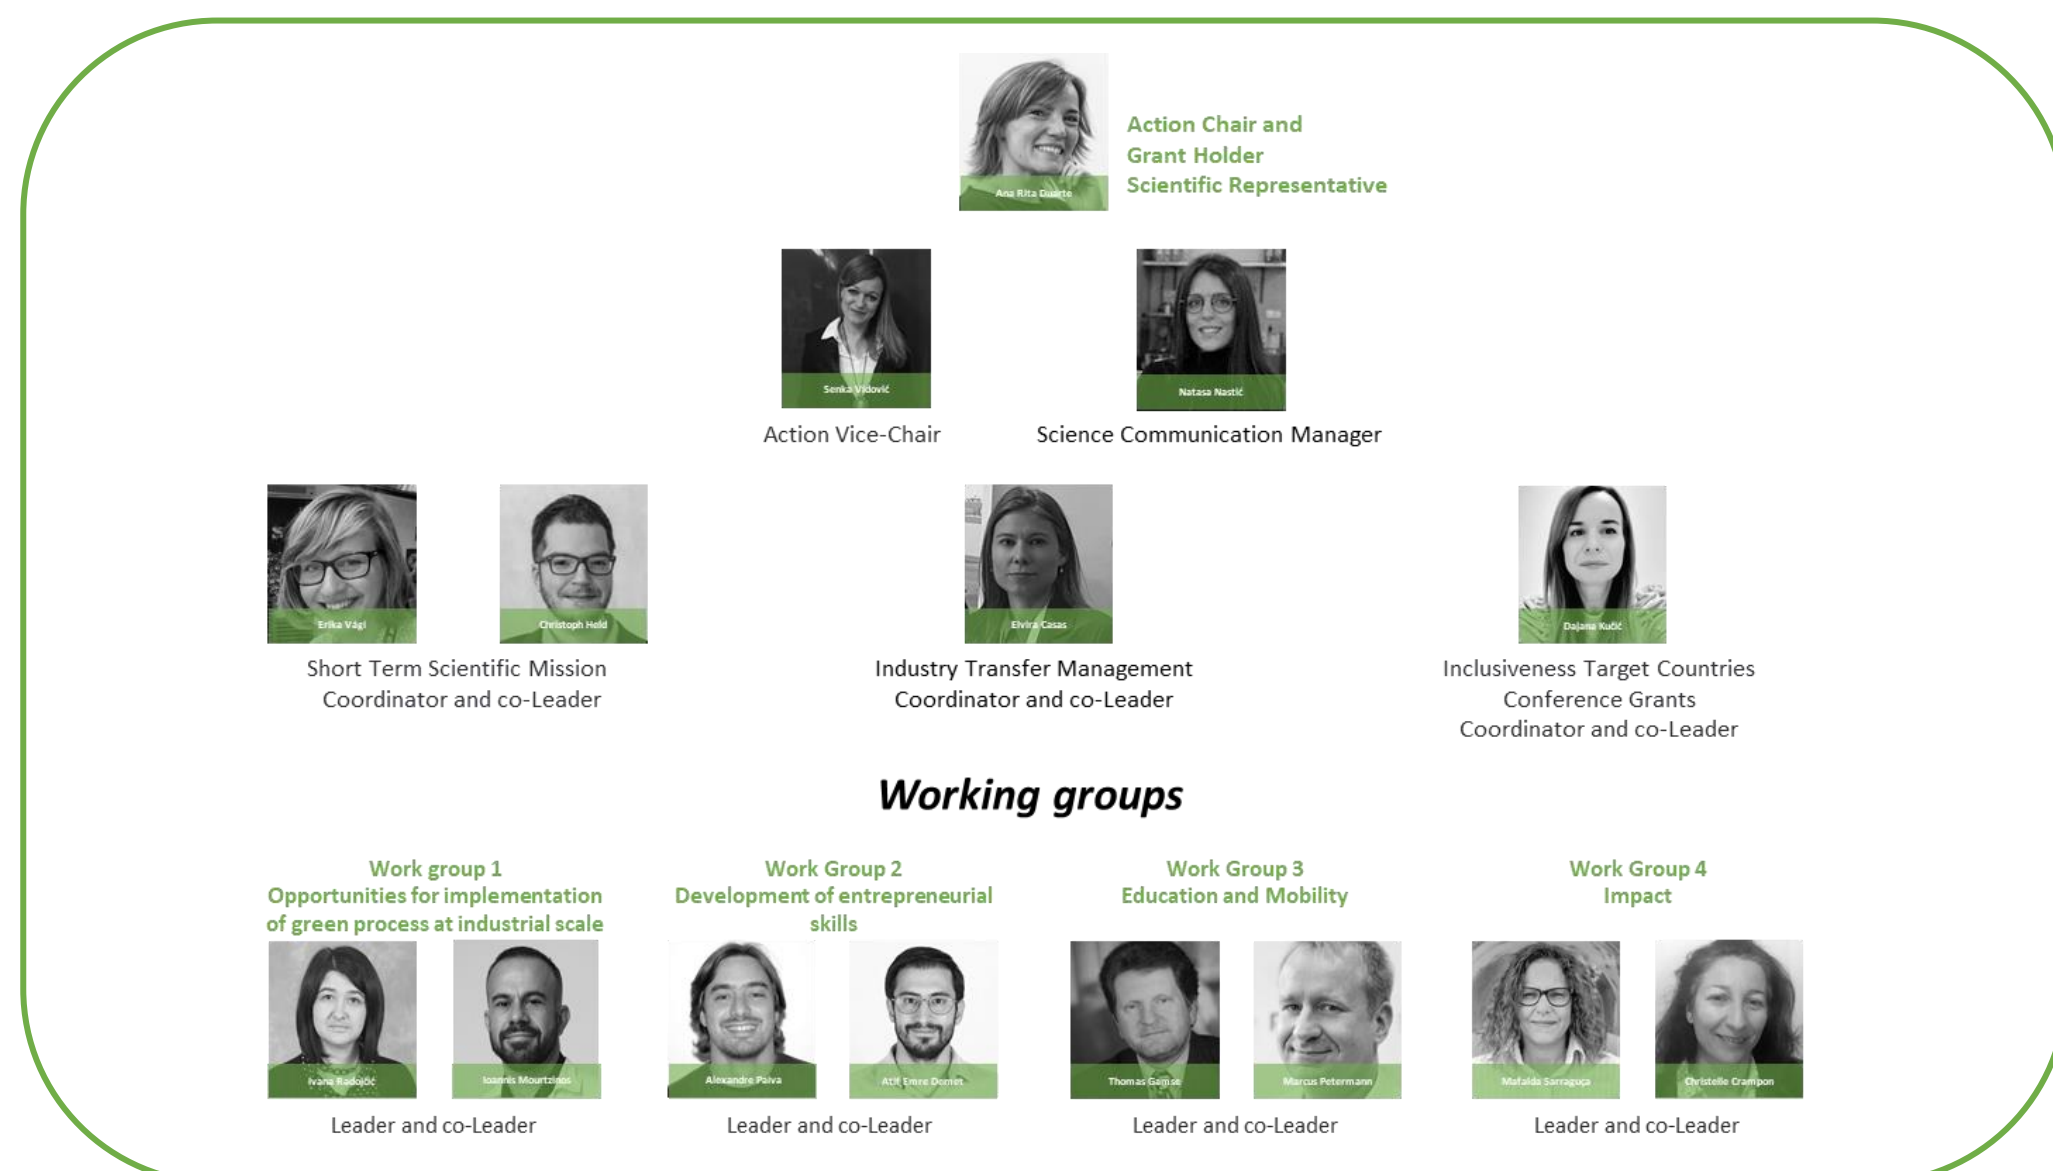 Ana Rita Duarte
Action Chair and
Grant Holder
Scientific Representative
Senka Vidović
Natasa Nastić
Action Vice-Chair
Science Communication Manager
Erika Vági
Christoph Held
Elvira Casas
Dajana Kučić
Short Term Scientific Mission
Coordinator and co-Leader
Industry Transfer Management
Coordinator and co-Leader
Inclusiveness Target Countries
Conference Grants
Coordinator and co-Leader
Working groups
Work group 1
Opportunities for implementation
of green process at industrial scale
Work Group 2
Development of entrepreneurial
skills
Work Group 3
Education and Mobility
Work Group 4
Impact
Ivana Radojčić
Ioannis Mourtzinos
Alexandre Paiva
Atif Emre Demet
Thomas Gamse
Marcus Petermann
Mafalda Sarraguça
Christelle Crampon
Leader and co-Leader
Leader and co-Leader
Leader and co-Leader
Leader and co-Leader